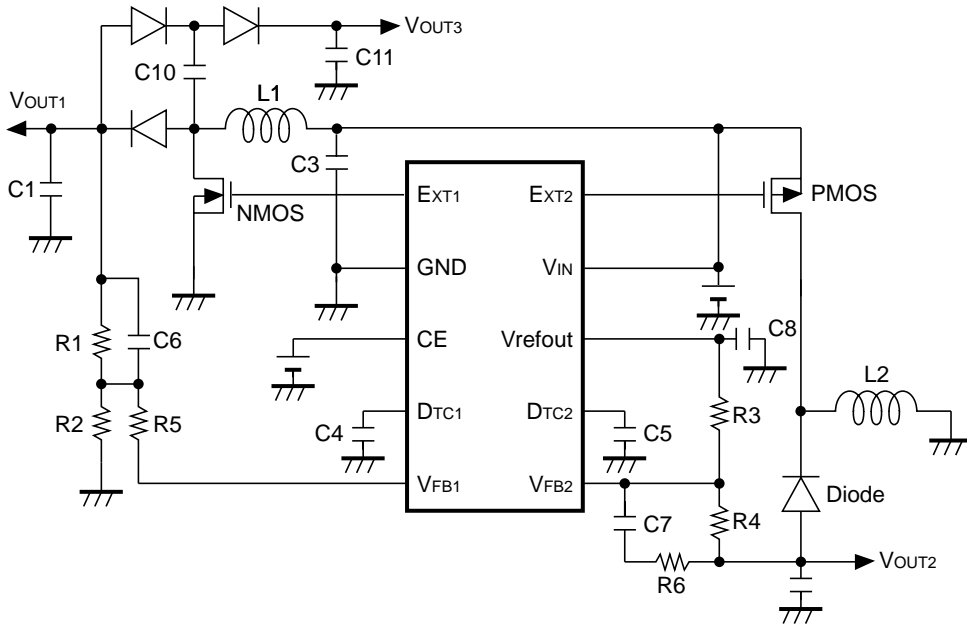 VOUT3
C10
C11
VOUT1
L1
C1
C3
NMOS
EXT1
EXT2
PMOS
GND
VIN
R1
C6
CE
Vrefout
C8
R2
R5
C4
DTC1
DTC2
C5
R3
L2
VFB1
VFB2
C7
R4
Diode
R6
VOUT2